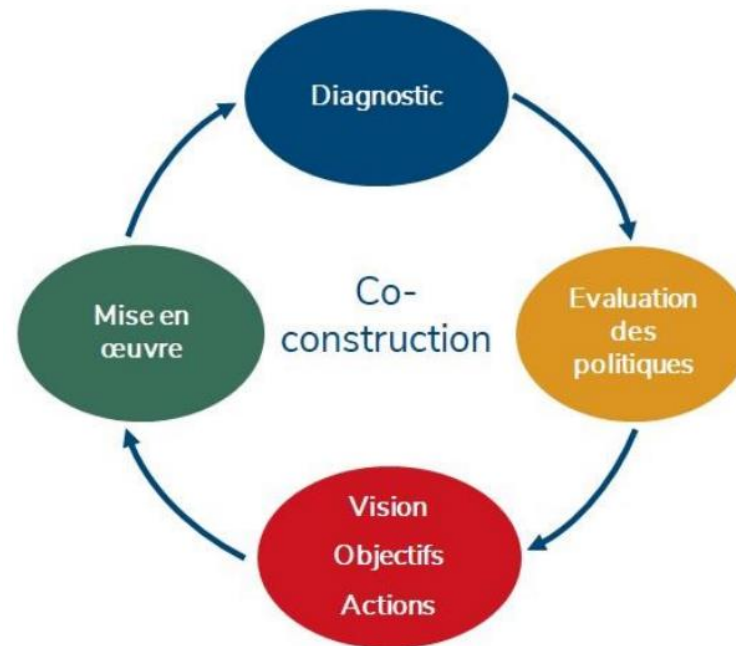 Diagnostic
Evaluation
des
politiques
Vision
Objectifs
Actions
Mise en
œuvre
Co-
construction